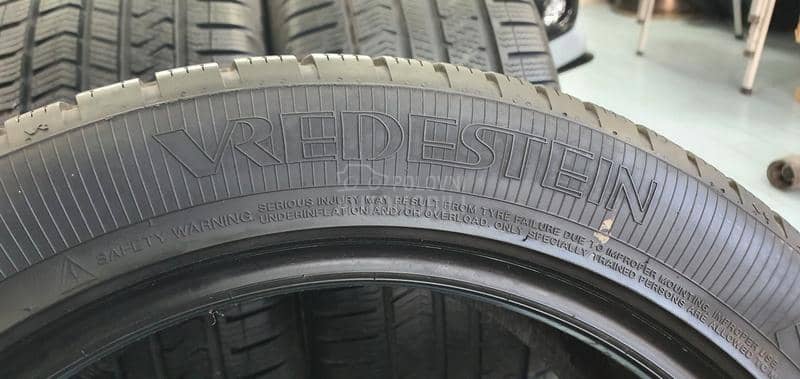 VREDESTEIN
POLOVN
SAFETY WARNING
SERIOUS INJURY MAY RESULT FROM TYRE FAILURE DUE TO IMPROPER MOUNTING, IMPROPER USE
UNDERINFLATION AND/OR OVERLOAD. ONLY SPECIALLY TRAINED PERSONS ARE ALLOWED TO